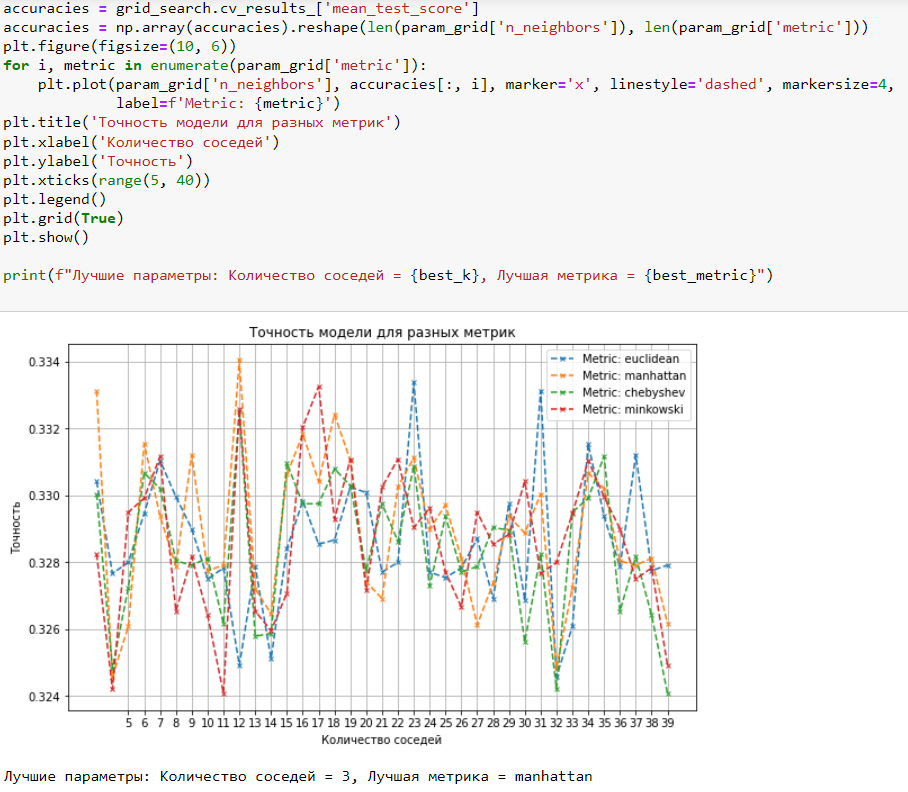 accuracies = grid_search.cv_results_['mean_test_score']
accuracies = np.array(accuracies).reshape(len(param_grid['n_neighbors']), len(param_grid['metric']))
plt.figure(figsize=(10, 6))
for i, metric in enumerate(param_grid['metric']):
    plt.plot(param_grid['n_neighbors'], accuracies[:, i], marker='x', linestyle='dashed', markersize=4,
             label=f'Metric: {metric}')
plt.title('Точность модели для разных метрик')
plt.xlabel('Количество соседей')
plt.ylabel('Точность')
plt.xticks(range(5, 40))
plt.legend()
plt.grid(True)
plt.show()
print(f"Лучшие параметры: Количество соседей = {best_k}, Лучшая метрика = {best_metric}")
Точность модели для разных метрик
Metric: euclidean
Metric: manhattan
Metric: chebyshev
Metric: minkowski
0.334
0.332
0.330
0.328
0.326
0.324
Точность
5 6 7 8 9 10 11 12 13 14 15 16 17 18 19 20 21 22 23 24 25 26 27 28 29 30 31 32 33 34 35 36 37 38 39
Количество соседей
Лучшие параметры: Количество соседей = 3, Лучшая метрика = manhattan